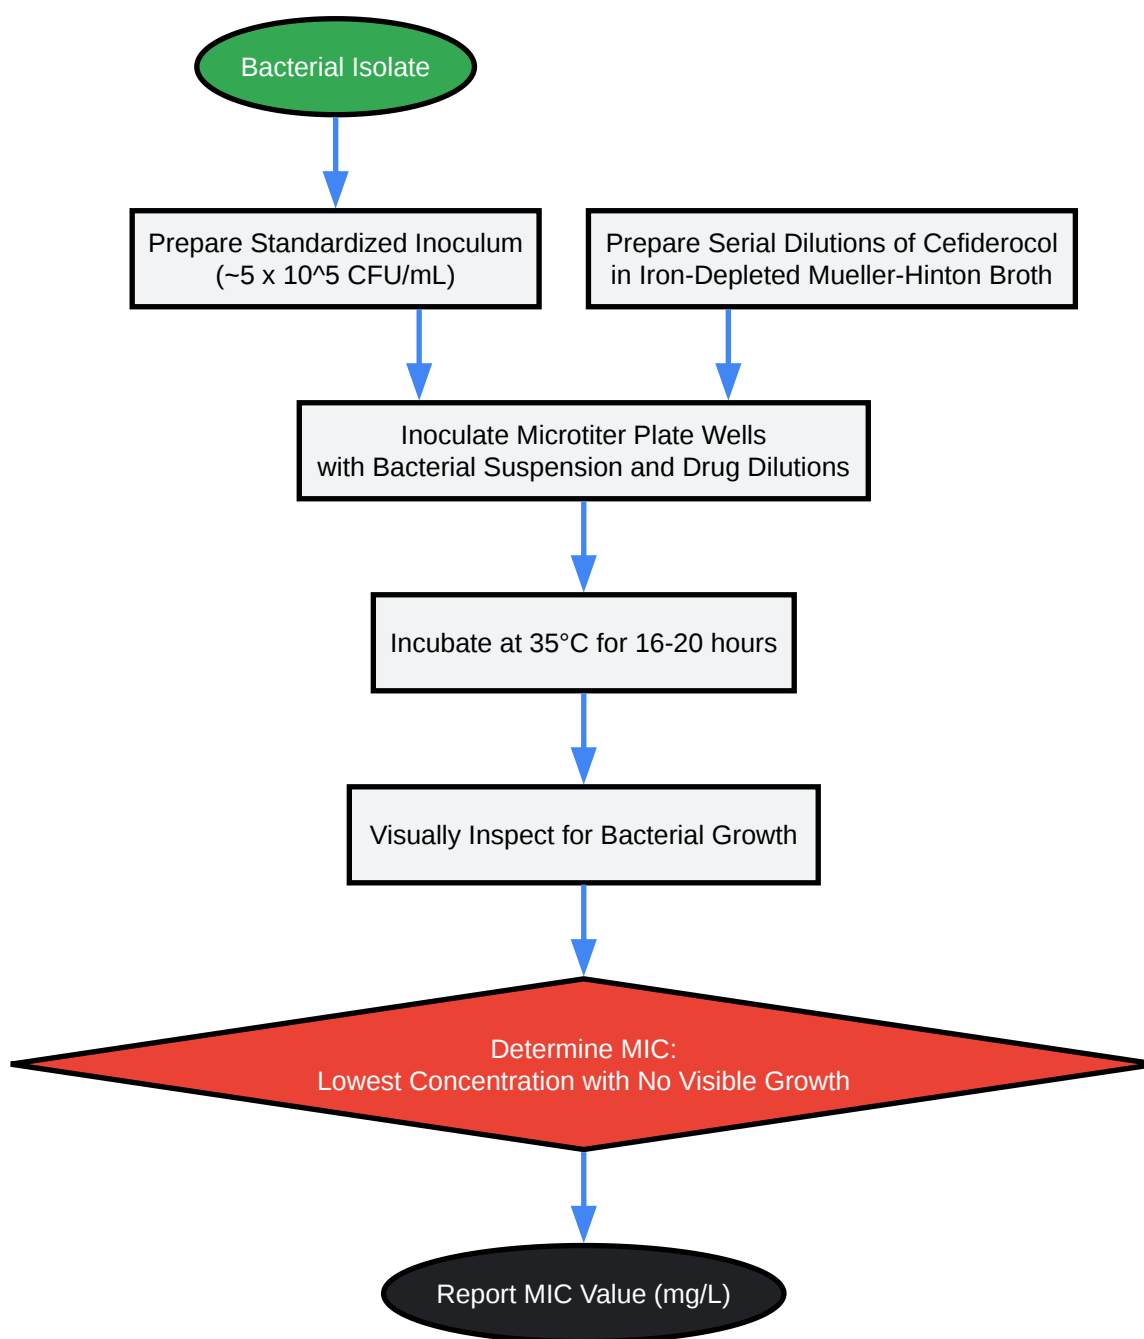 Bacterial Isolate
Prepare Standardized Inoculum
(~5 x 10^5 CFU/mL)
Prepare Serial Dilutions of Cefiderocol
in Iron-Depleted Mueller-Hinton Broth
Inoculate Microtiter Plate Wells
with Bacterial Suspension and Drug Dilutions
Incubate at 35°C for 16-20 hours
Visually Inspect for Bacterial Growth
Determine MIC:
Lowest Concentration with No Visible Growth
Report MIC Value (mg/L)